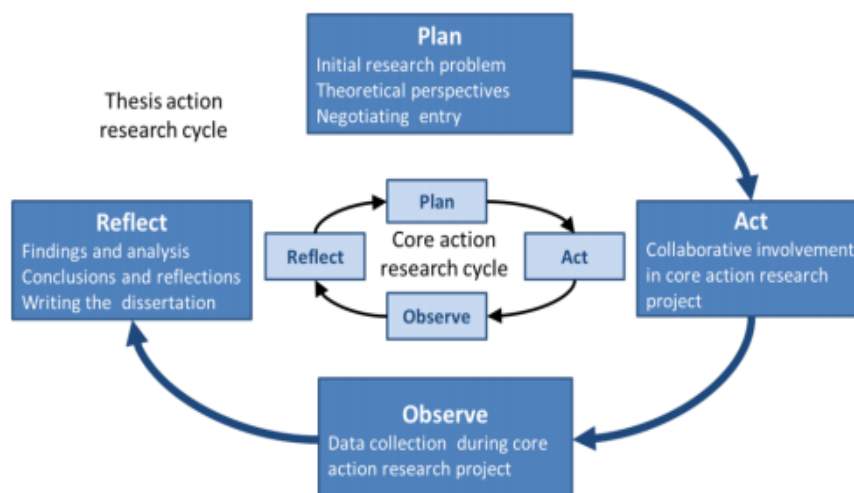 Plan
Initial research problem
Theoretical perspectives
Negotiating entry
Thesis action
research cycle
Reflect
Findings and analysis
Conclusions and reflections
Writing the dissertation
Plan
Reflect
Core action
research cycle
Act
Observe
Act
Collaborative involvement
in core action research
project
Observe
Data collection during core
action research project